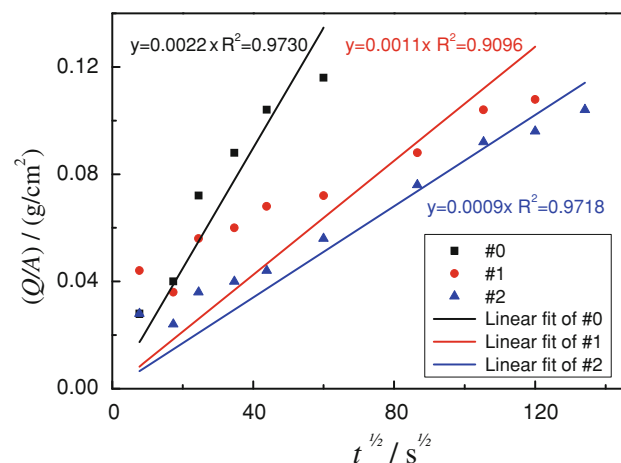 y=0.0022x R²=0.9730
y=0.0011x R²=0.9096
y=0.0009x R²=0.9718
(Q/A) / (g/cm²)
0.12
0.08
0.04
0.00
#0
#1
#2
Linear fit of #0
Linear fit of #1
Linear fit of #2
0 40 80 120
t ½ / s½